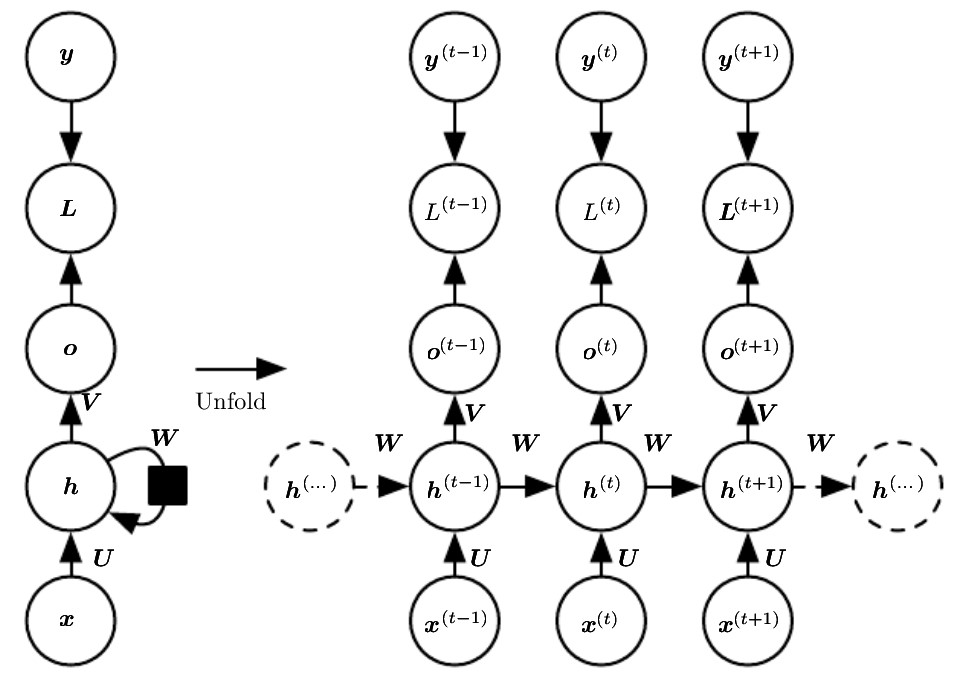 y y^(t−1) y^(t) y^(t+1)
L L^(t−1) L^(t) L^(t+1)
o o^(t−1) o^(t) o^(t+1)
Unfold
V V V V
W W W W W
h h^(...) h^(t−1) h^(t) h^(t+1) h^(...)
U U U U
x x^(t−1) x^(t) x^(t+1)